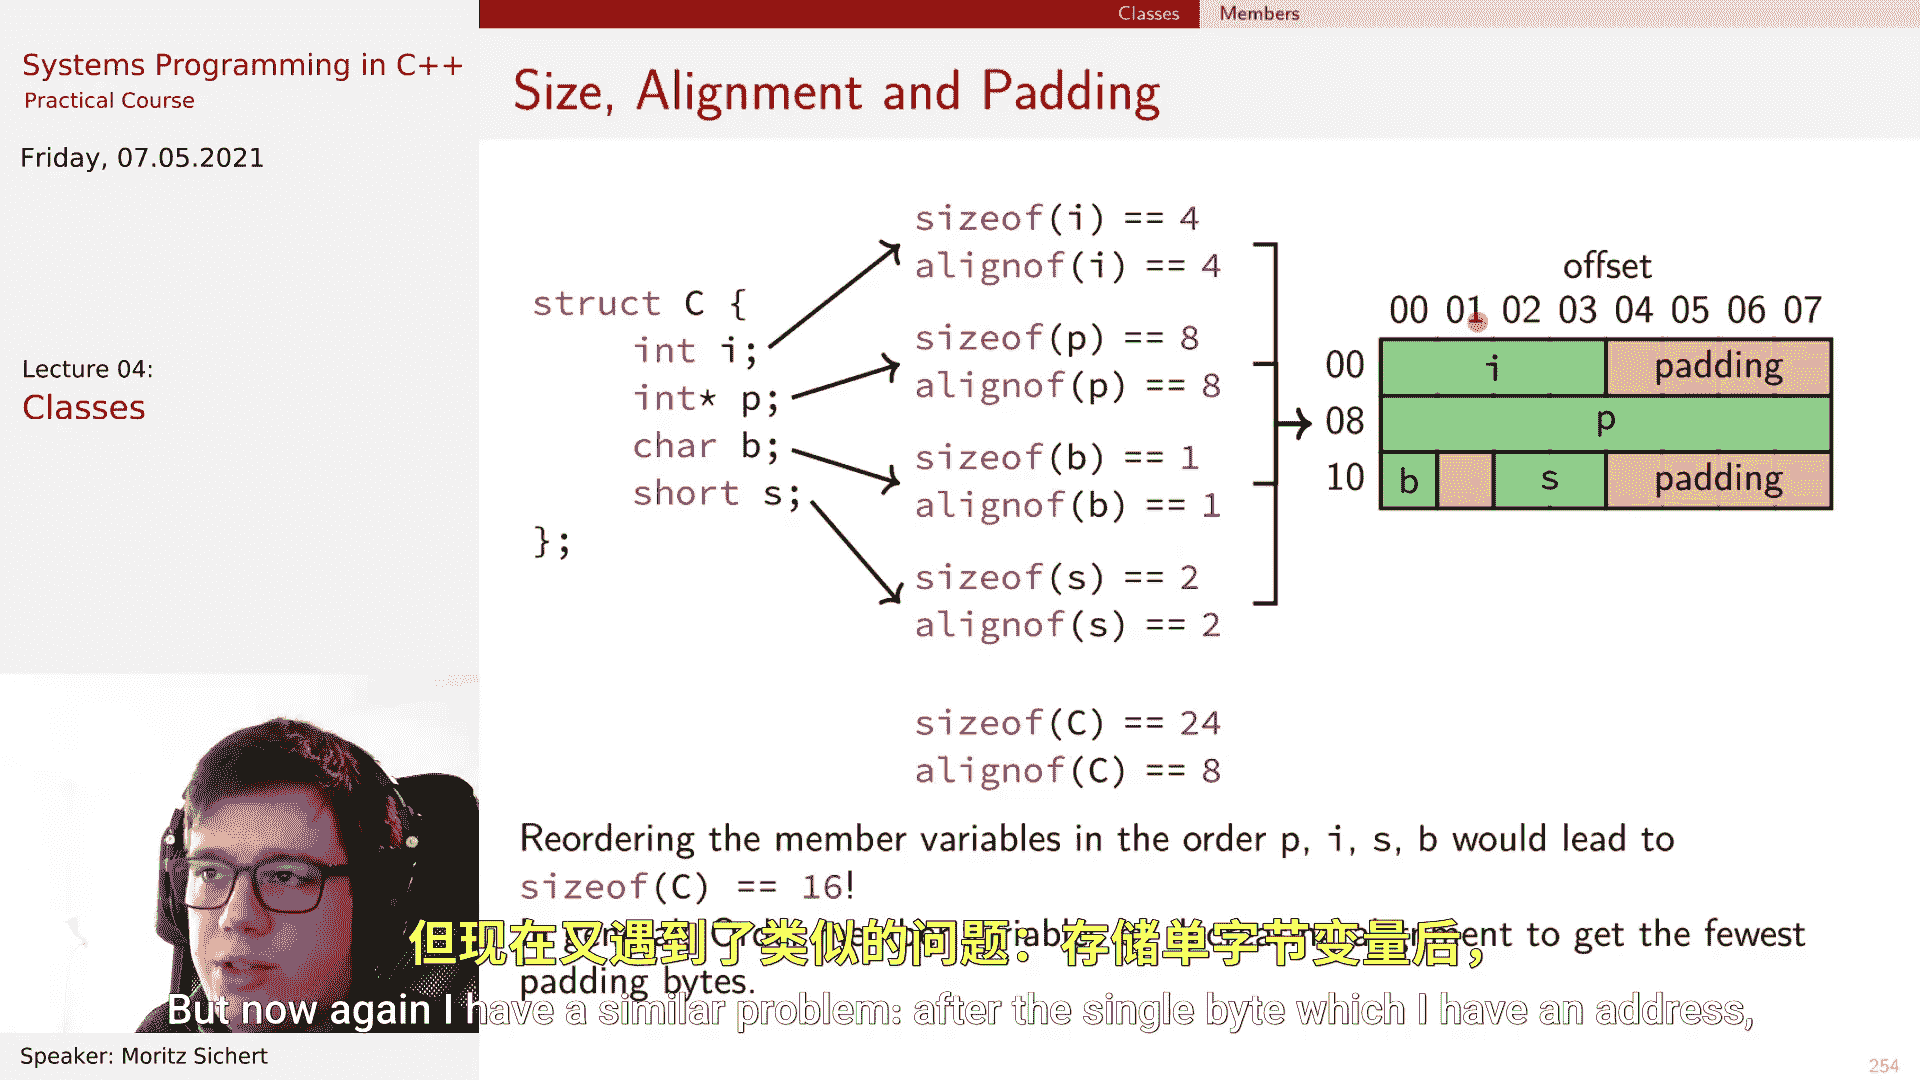 Classes
Members
Systems Programming in C++
Practical Course
Friday, 07.05.2021
Lecture 04:
Classes
Size, Alignment and Padding
struct C {
int i;
int* p;
char b;
short s;
};
sizeof(i) == 4
alignof(i) == 4
sizeof(p) == 8
alignof(p) == 8
sizeof(b) == 1
alignof(b) == 1
sizeof(s) == 2
alignof(s) == 2
offset
00 01 02 03 04 05 06 07
00 i padding
08 p
10 b s padding
sizeof(C) == 24
alignof(C) == 8
Reordering the member variables in the order p, i, s, b would lead to
sizeof(C) == 16!
to get the fewest
padding bytes.
但现在又遇到了类似的问题：存储单字节变量后，
But now again I have a similar problem: after the single byte which I have an address,
Speaker: Moritz Sichert
254